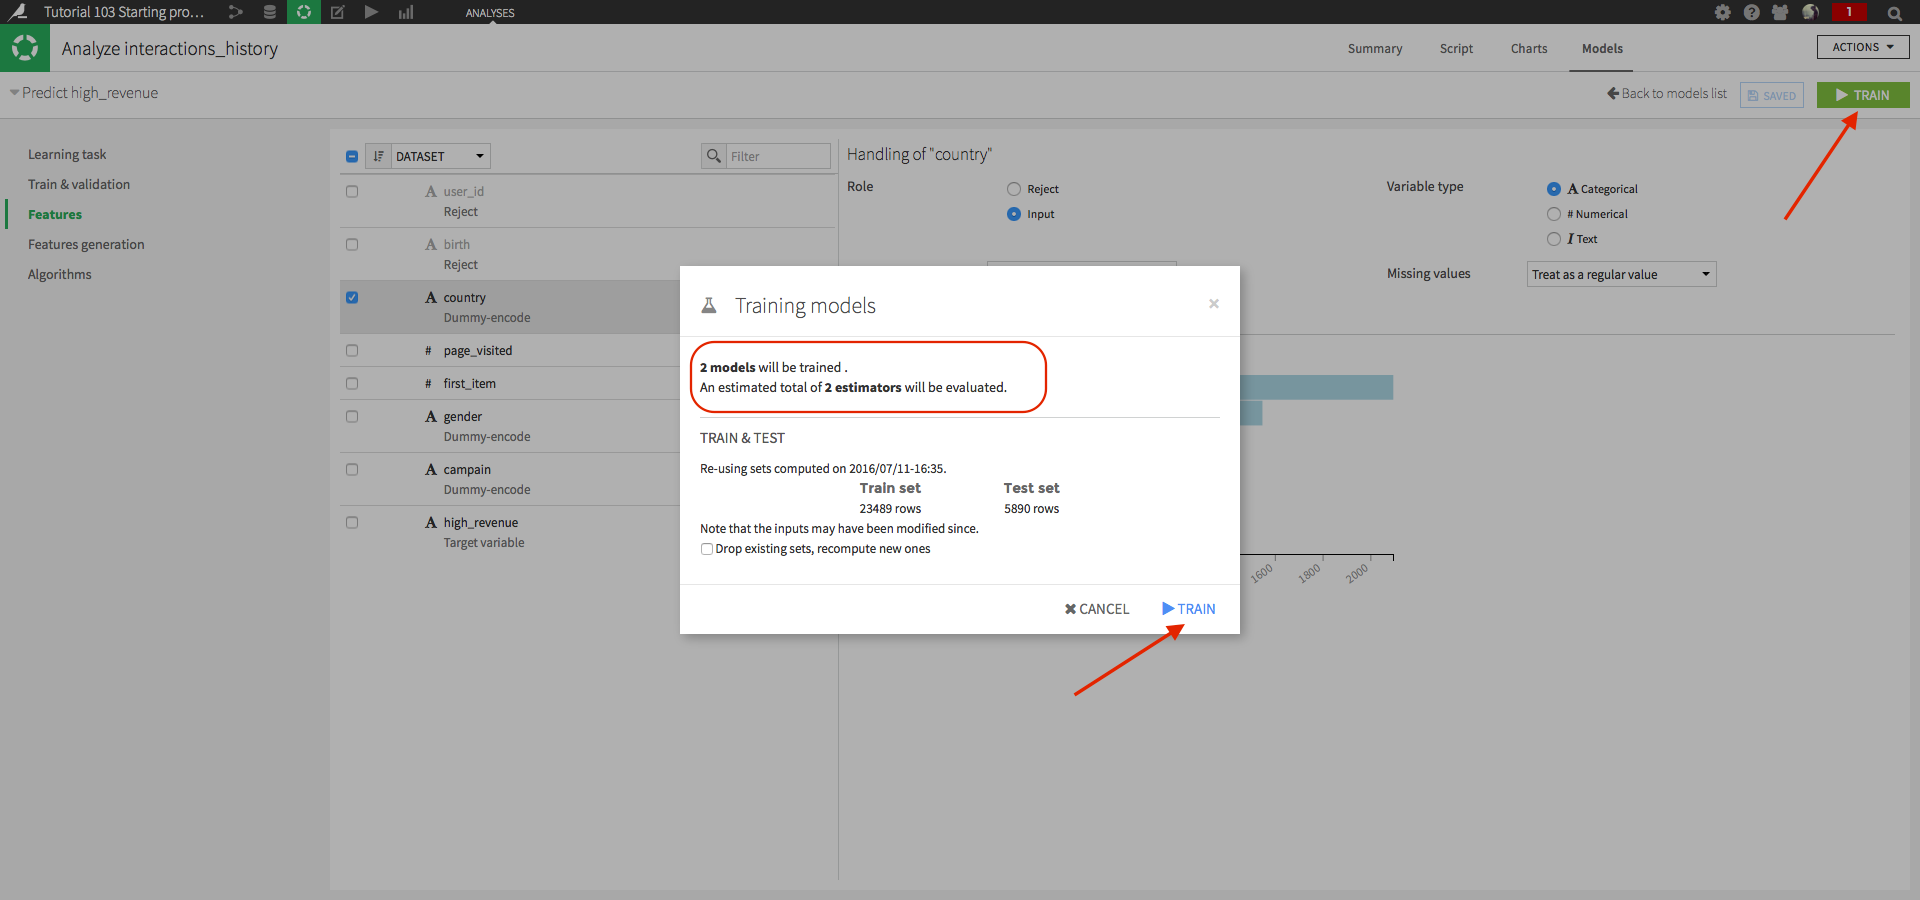 Tutorial 103 Starting pro...
ANALYSES
1
Analyze interactions_history
Summary
Script
Charts
Models
ACTIONS
Predict high_revenue
Back to models list
SAVED
TRAIN
Learning task
Train & validation
Features
Features generation
Algorithms
DATASET
Filter
A user_id
Reject
A birth
Reject
A country
Dummy-encode
# page_visited
# first_item
A gender
Dummy-encode
A campain
Dummy-encode
A high_revenue
Target variable
Handling of "country"
Role
Reject
Input
Variable type
A Categorical
# Numerical
I Text
Missing values
Treat as a regular value
1600
1800
2000
Training models
×
2 models will be trained .
An estimated total of 2 estimators will be evaluated.
TRAIN & TEST
Re-using sets computed on 2016/07/11-16:35.
Train set Test set
23489 rows 5890 rows
Note that the inputs may have been modified since.
Drop existing sets, recompute new ones
CANCEL
TRAIN